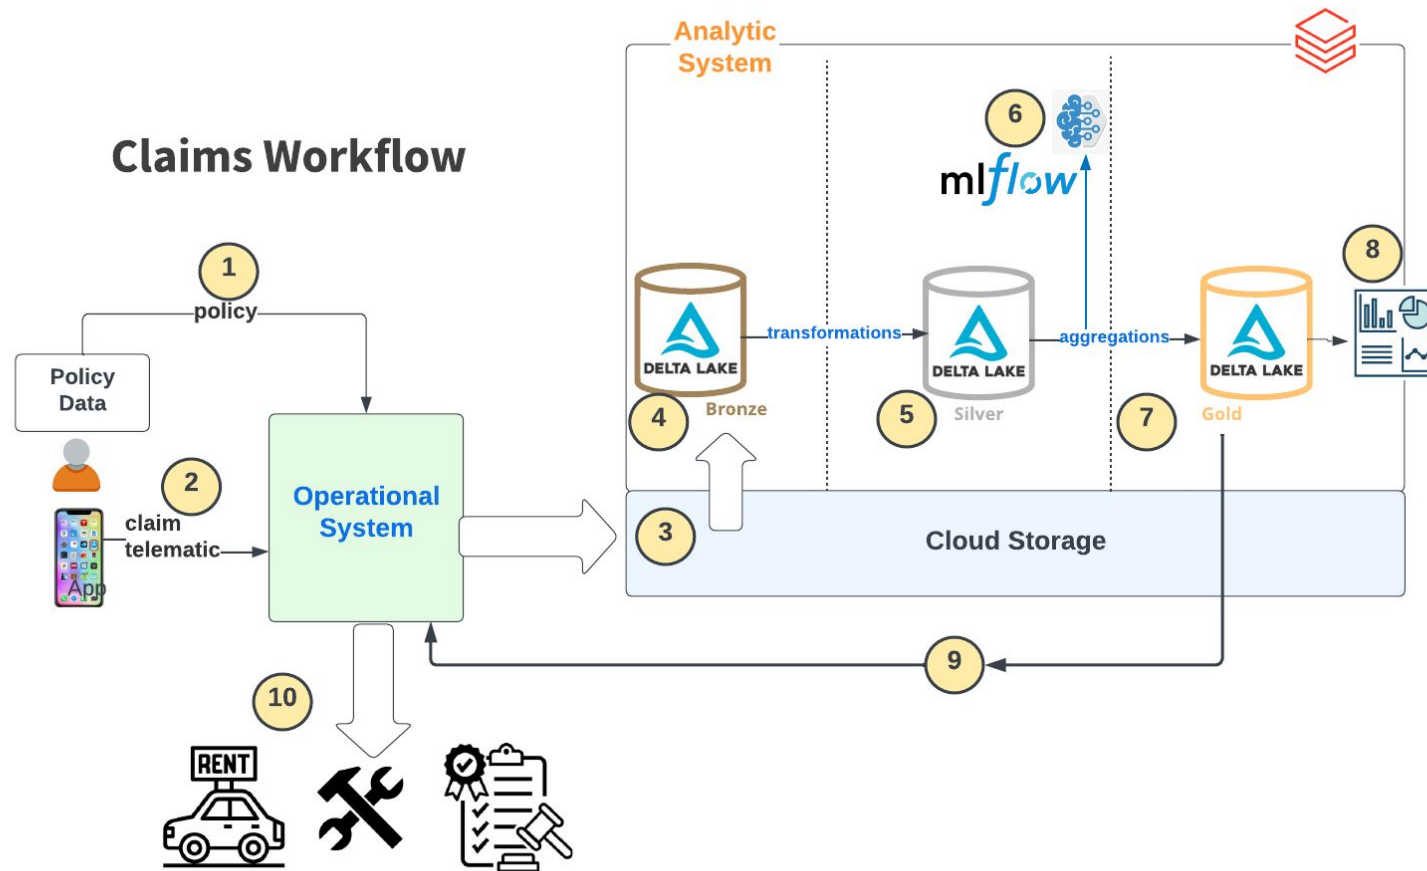 Analytic
System
6
mlflow
Claims Workflow
1
policy
8
Policy
Data
transformations
aggregations
DELTA LAKE
DELTA LAKE
DELTA LAKE
4
Bronze
5
Silver
7
Gold
2
claim
telematic
App
Operational
System
3
Cloud Storage
9
10
RENT